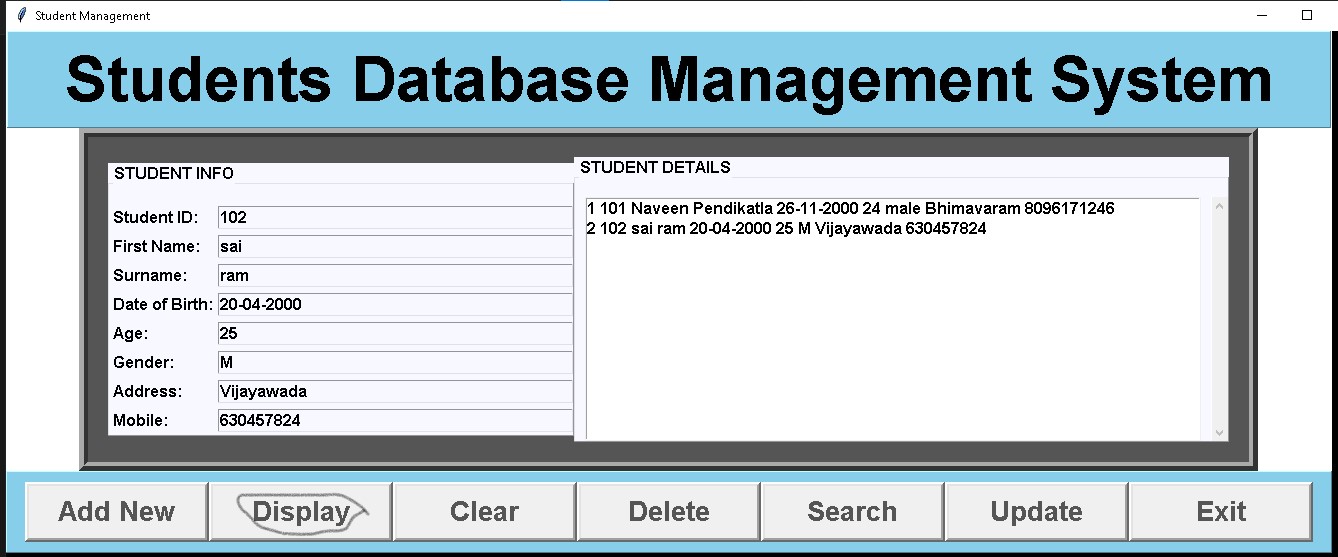 Student Management
Students Database Management System
STUDENT INFO
Student ID: 102
First Name: sai
Surname: ram
Date of Birth: 20-04-2000
Age: 25
Gender: M
Address: Vijayawada
Mobile: 630457824
STUDENT DETAILS
1 101 Naveen Pendikatla 26-11-2000 24 male Bhimavaram 8096171246
2 102 sai ram 20-04-2000 25 M Vijayawada 630457824
Add New Display Clear Delete Search Update Exit